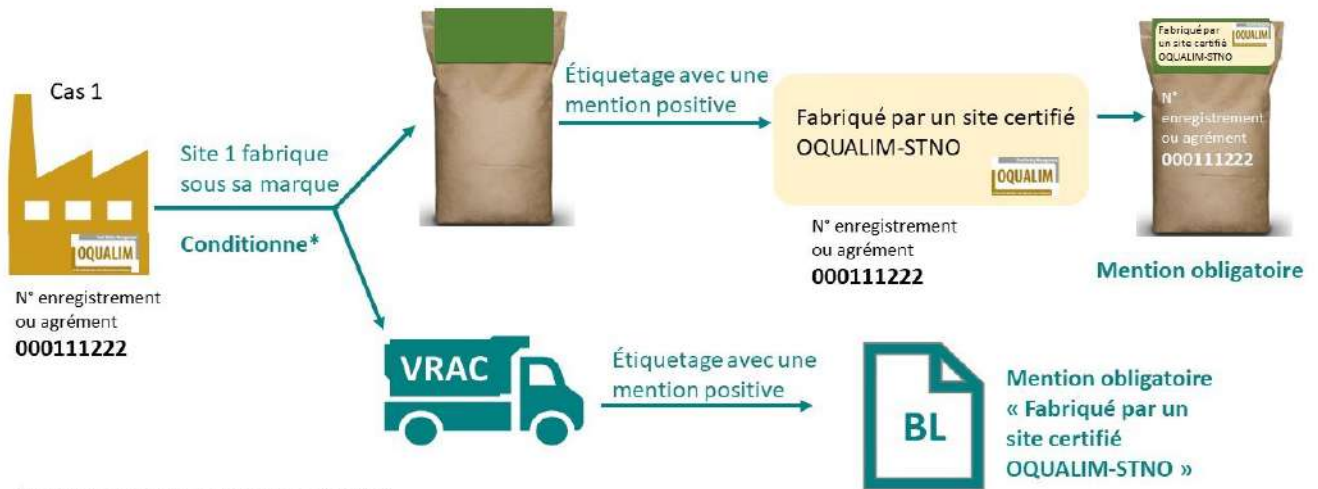 Cas 1
OQUALIM
N° enregistrement
ou agrément
000111222
Site 1 fabrique
sous sa marque
Conditionne*
Étiquetage avec une
mention positive
Fabriqué par un site certifié
OQUALIM-STNO
OQUALIM
N° enregistrement
ou agrément
000111222
Fabriqué par
un site certifié
OQUALIM-STNO
OQUALIM
N°
enregistrement
ou agrément
000111222
Mention obligatoire
VRAC
Étiquetage avec une
mention positive
BL
Mention obligatoire
« Fabriqué par un
site certifié
OQUALIM-STNO »